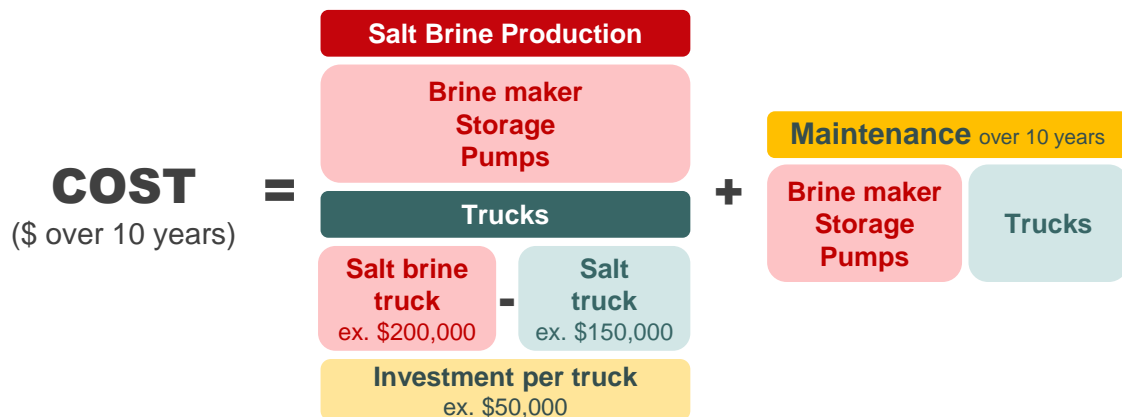 COST
($ over 10 years)
=
Salt Brine Production
Brine maker
Storage
Pumps
Trucks
Salt brine
truck
ex. $200,000
-
Salt
truck
ex. $150,000
Investment per truck
ex. $50,000
+
Maintenance over 10 years
Brine maker
Storage
Pumps
Trucks